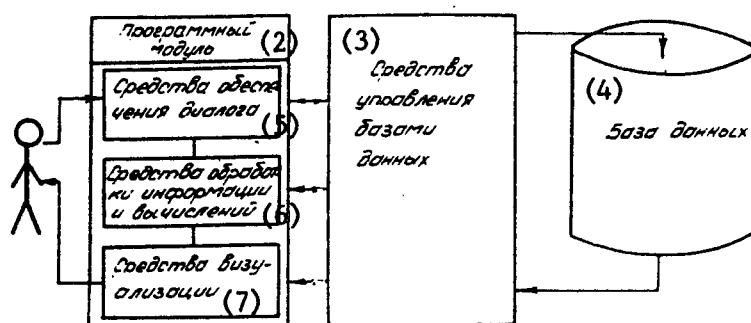 Программный
модуль (2)
Средства обеспе-
чения диалога
(5)
Средства обработ-
ки информации
и вычислений (6)
Средства визу-
ализации
(7)
(3)
Средства
управления
базами
данных
(4)
База данных